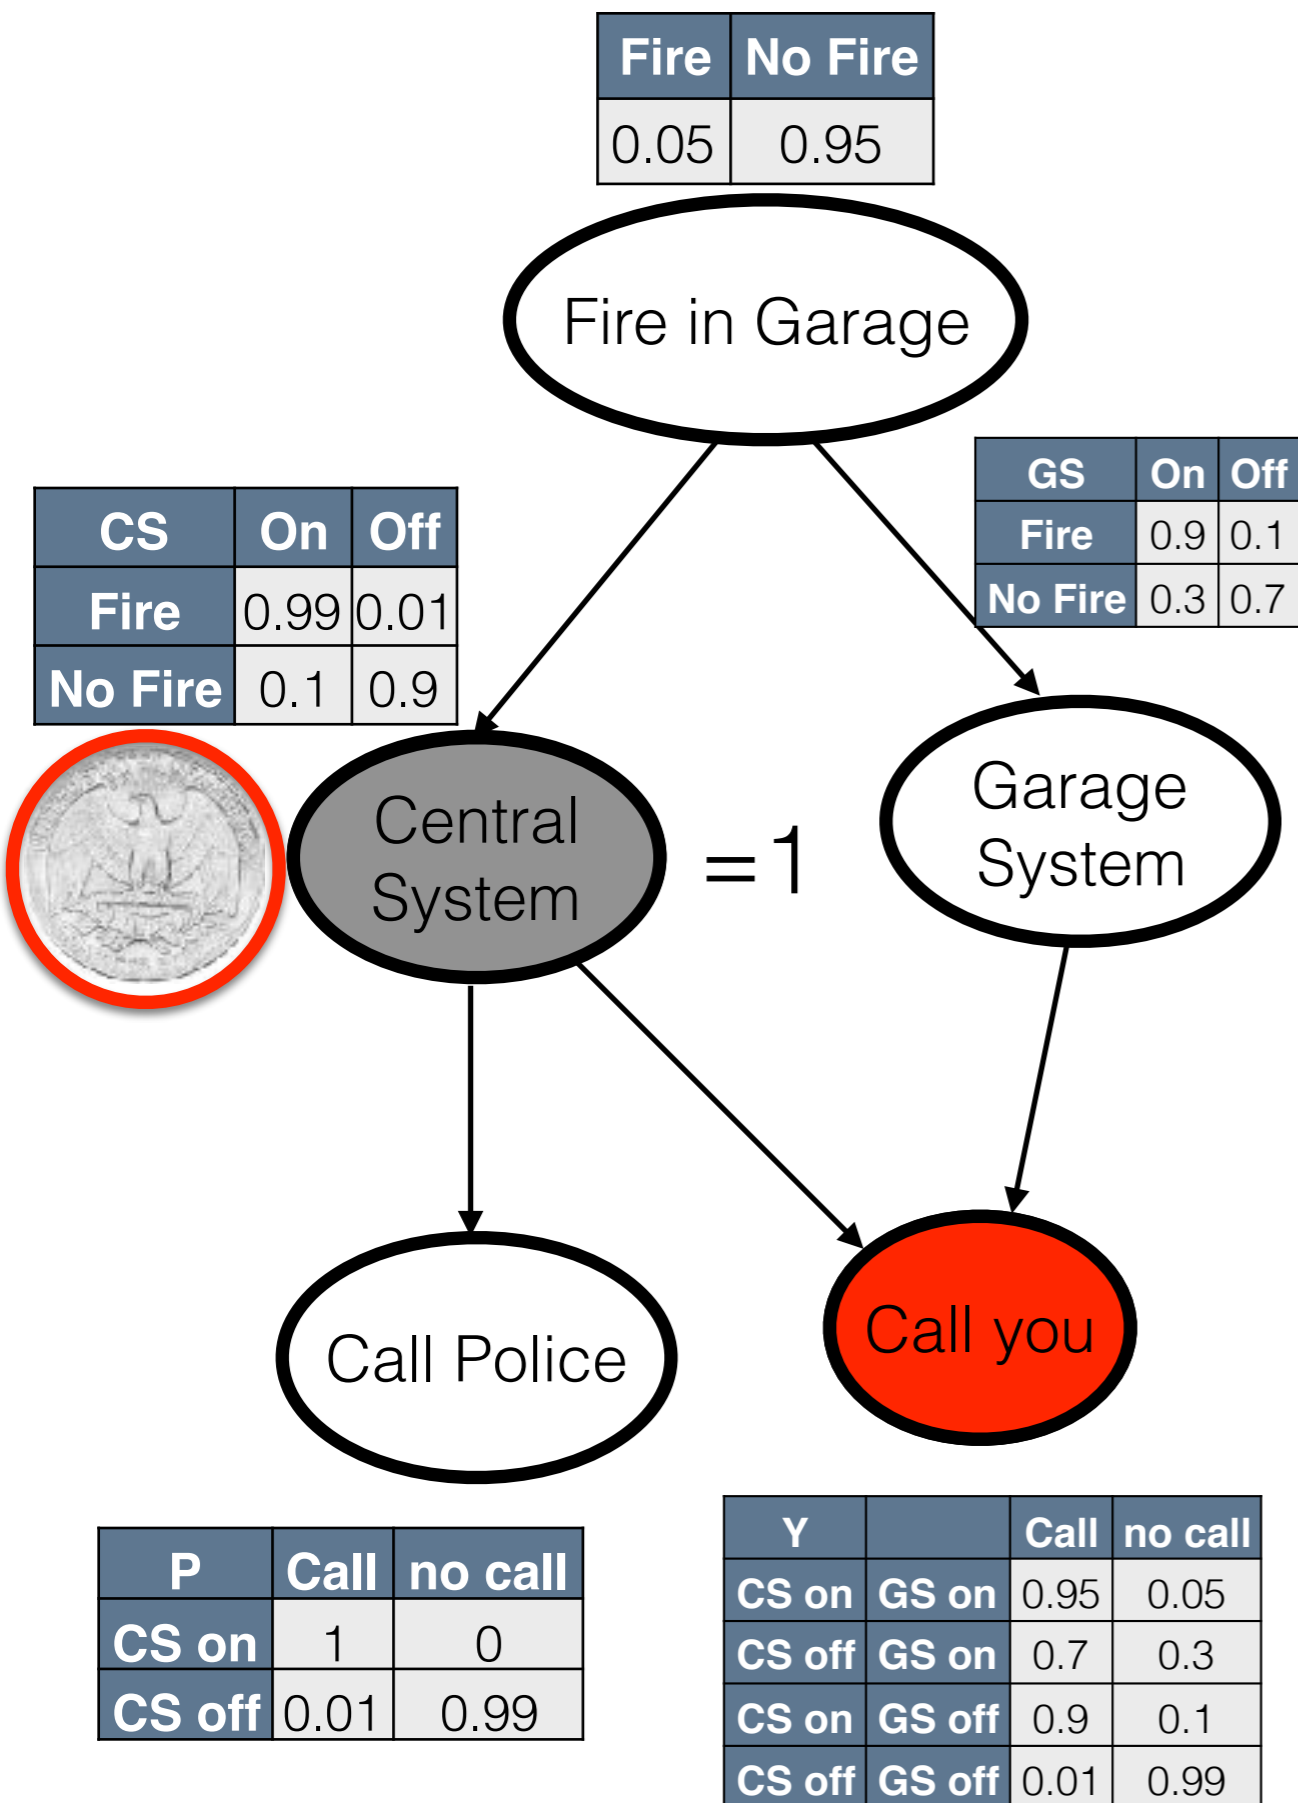 Fire No Fire
0.05 0.95
Fire in Garage
GS On Off
Fire 0.9 0.1
No Fire 0.3 0.7
CS On Off
Fire 0.99 0.01
No Fire 0.1 0.9
Central
System
=1
Garage
System
Call Police
Call you
P Call no call
CS on 1 0
CS off 0.01 0.99
Y Call no call
CS on GS on 0.95 0.05
CS off GS on 0.7 0.3
CS on GS off 0.9 0.1
CS off GS off 0.01 0.99